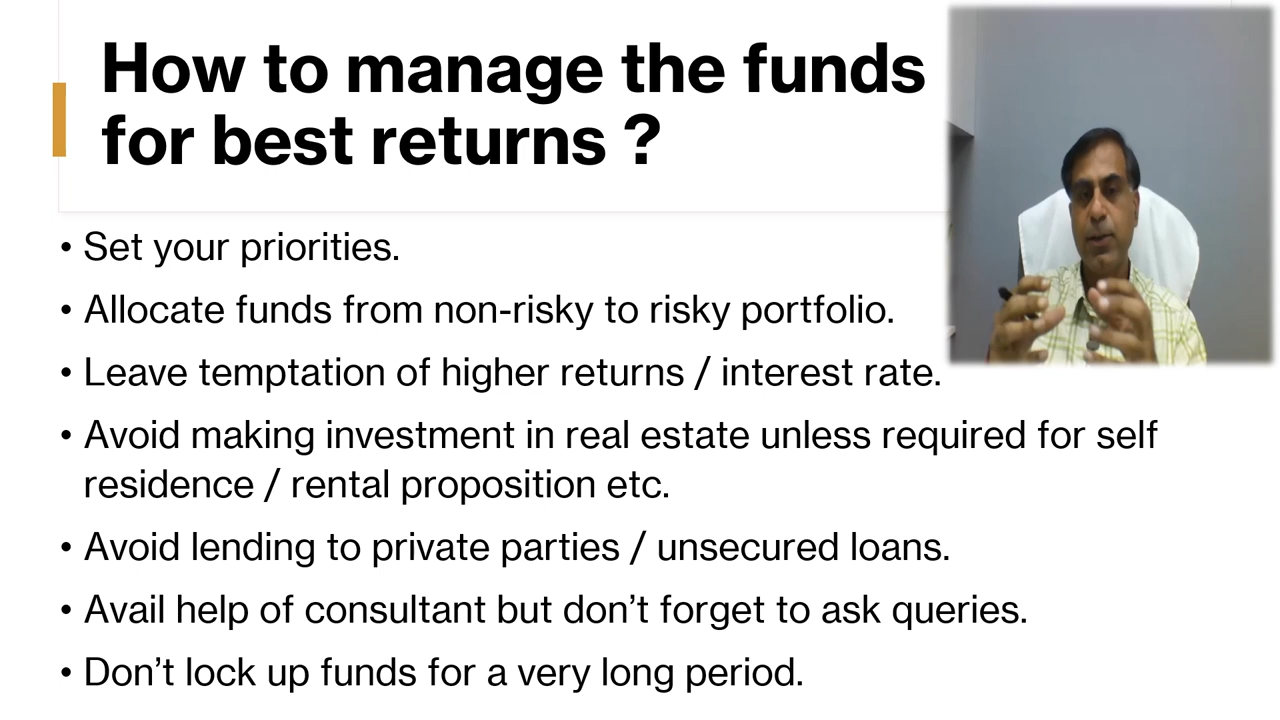 How to manage the funds
for best returns ?
• Set your priorities.
• Allocate funds from non-risky to risky portfolio.
• Leave temptation of higher returns / interest rate.
• Avoid making investment in real estate unless required for self
residence / rental proposition etc.
• Avoid lending to private parties / unsecured loans.
• Avail help of consultant but don’t forget to ask queries.
• Don’t lock up funds for a very long period.